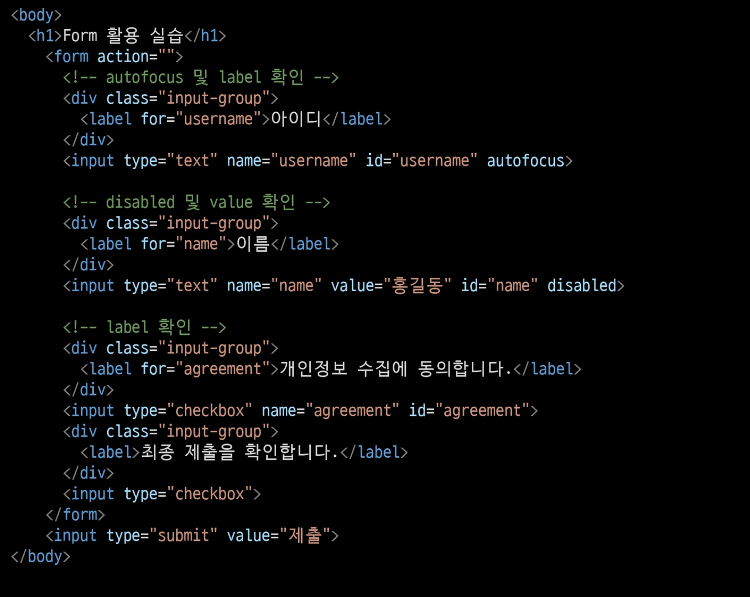 <body>
<h1>Form 활용 실습</h1>
<form action="">
<!-- autofocus 및 label 확인 -->
<div class="input-group">
<label for="username">아이디</label>
</div>
<input type="text" name="username" id="username" autofocus>
<!-- disabled 및 value 확인 -->
<div class="input-group">
<label for="name">이름</label>
</div>
<input type="text" name="name" value="홍길동" id="name" disabled>
<!-- label 확인 -->
<div class="input-group">
<label for="agreement">개인정보 수집에 동의합니다.</label>
</div>
<input type="checkbox" name="agreement" id="agreement">
<div class="input-group">
<label>최종 제출을 확인합니다.</label>
</div>
<input type="checkbox">
</form>
<input type="submit" value="제출">
</body>